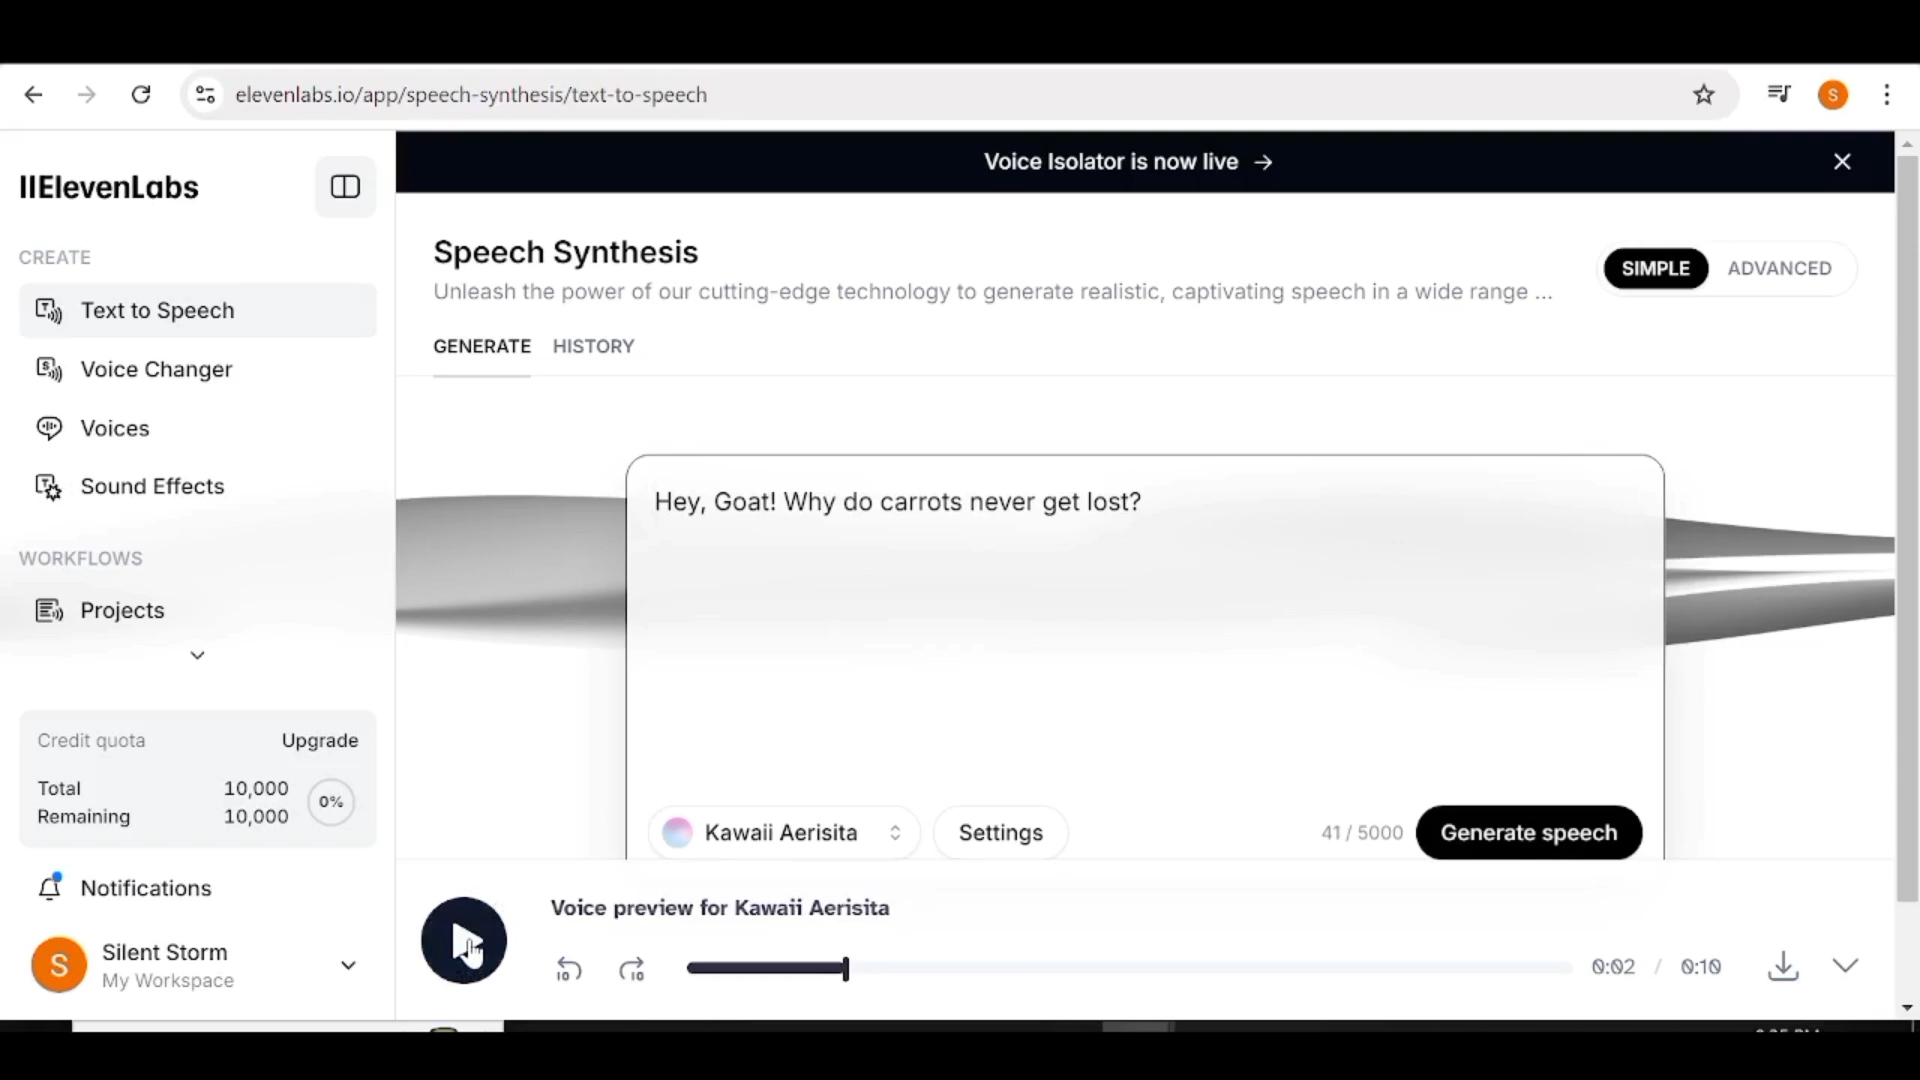 elevenlabs.io/app/speech-synthesis/text-to-speech
S
Voice Isolator is now live →
IIElevenLabs
CREATE
Text to Speech
Voice Changer
Voices
Sound Effects
WORKFLOWS
Projects
Credit quota
Upgrade
Total 10,000
Remaining 10,000
0%
Notifications
S
Silent Storm
My Workspace
Speech Synthesis
Unleash the power of our cutting-edge technology to generate realistic, captivating speech in a wide range ...
SIMPLE ADVANCED
GENERATE HISTORY
Hey, Goat! Why do carrots never get lost?
Kawaii Aerisita
Settings
41 / 5000
Generate speech
Voice preview for Kawaii Aerisita
10 10
0:02 / 0:10